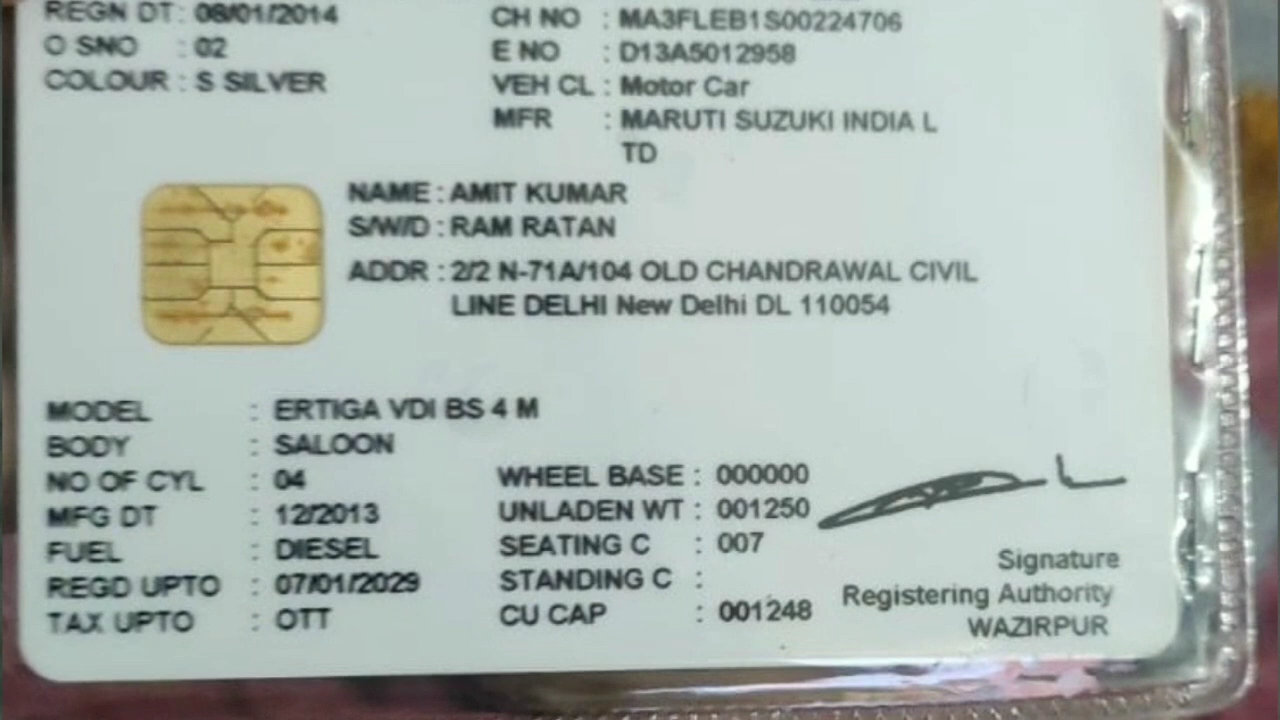 REGN DT : 08/01/2014 CH NO : MA3FLEB1S00224706
O SNO : 02 E NO : D13A5012958
COLOUR : S SILVER VEH CL : Motor Car
MFR : MARUTI SUZUKI INDIA L
TD
NAME : AMIT KUMAR
S/W/D : RAM RATAN
ADDR : 2/2 N-71A/104 OLD CHANDRAWAL CIVIL
LINE DELHI New Delhi DL 110054
MODEL : ERTIGA VDI BS 4 M
BODY : SALOON
NO OF CYL : 04 WHEEL BASE : 000000
MFG DT : 12/2013 UNLADEN WT : 001250
FUEL : DIESEL SEATING C : 007
REGD UPTO : 07/01/2029 STANDING C :
TAX UPTO : OTT CU CAP : 001248
Signature
Registering Authority
WAZIRPUR